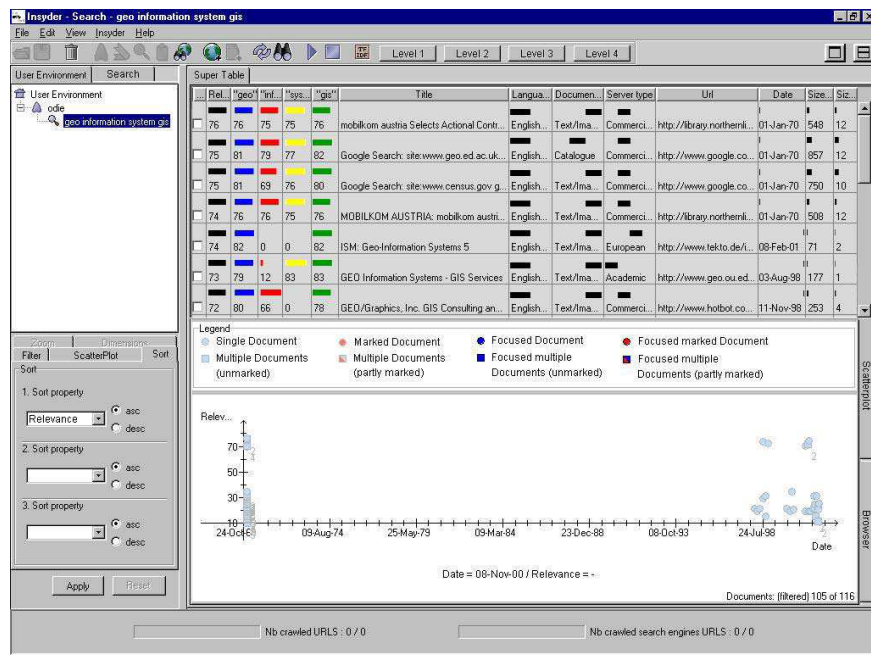 Insyder - Search - geo information system gis
File Edit View Insyder Help
TF IDF Level 1 Level 2 Level 3 Level 4
User Environment Search
User Environment
odie
geo information system gis
Super Table
... Rel... "geo" "inf... "sys... "gis" Title Langua... Documen... Server type Url Date Size... Siz...
76 76 75 75 76 mobilkom austria Selects Actional Contr... English... Text/Ima... Commerci... http://library.northernli... 01-Jan-70 548 12
75 81 79 77 82 Google Search: site:www.geo.ed.ac.uk... English... Catalogue Commerci... http://www.google.co... 01-Jan-70 857 12
75 81 69 76 80 Google Search: site:www.census.gov g... English... Text/Ima... Commerci... http://www.google.co... 01-Jan-70 750 10
74 76 76 75 76 MOBILKOM AUSTRIA: mobilkom austri... English... Text/Ima... Commerci... http://library.northernli... 01-Jan-70 508 12
74 82 0 0 82 ISM: Geo-Information Systems 5 English... Text/Ima... European http://www.tekto.de/i... 08-Feb-01 71 2
73 79 12 83 83 GEO Information Systems - GIS Services English... Text/Ima... Academic http://www.geo.ou.ed... 03-Aug-98 177 1
72 80 66 0 78 GEO/Graphics, Inc. GIS Consulting an... English... Text/Ima... Commerci... http://www.hotbot.co... 11-Nov-98 253 4
Zoom Dimensions
Filter ScatterPlot Sort
Sort
1. Sort property
Relevance asc
desc
2. Sort property
asc
desc
3. Sort property
asc
desc
Apply Reset
Legend
Single Document Marked Document Focused Document Focused marked Document
Multiple Documents (unmarked) Multiple Documents (partly marked) Focused multiple Documents (unmarked) Focused multiple Documents (partly marked)
Scatterplot
Browser
Relev...
70
50
30
10
09-Aug-74 25-May-79 09-Mar-84 23-Dec-88 08-Oct-93 24-Jul-98
Date
Date = 08-Nov-00 / Relevance = -
Documents: (filtered) 105 of 116
Nb crawled URLS : 0 / 0 Nb crawled search engines URLS : 0 / 0